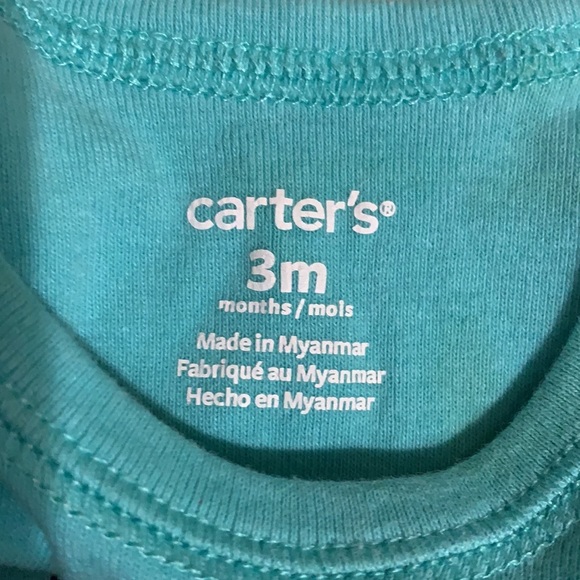 carter's®
3m
months / mois
Made in Myanmar
Fabriqué au Myanmar
Hecho en Myanmar